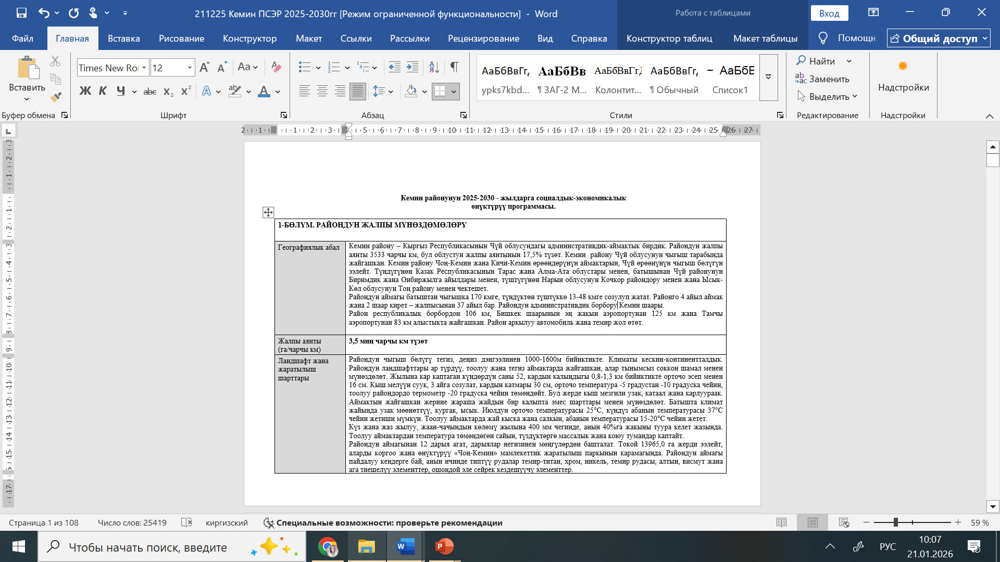 211225 Кемин ПСЭР 2025-2030гг [Режим ограниченной функциональности] - Word
Работа с таблицами
Вход
Файл Главная Вставка Рисование Конструктор Макет Ссылки Рассылки Рецензирование Вид Справка Конструктор таблиц Макет таблицы Помощн Общий доступ
Вставить
Times New Ro 12
Буфер обмена
Шрифт
Абзац
АаБбВвГг, АаБбВв АаБбВвГгД АаБбВвГг, – АаБбВ
ypks7kbd... ¶ ЗАГ-2 М... Колонтит... ¶ Обычный Список1
Стили
Найти
Заменить
Выделить
Редактирование
Надстройки
Надстройки
Кемин районунун 2025-2030 - жылдарга социалдык-экономикалык
өнүктүрүү программасы.
1-БӨЛҮМ. РАЙОНДУН ЖАЛПЫ МҮНӨЗДӨМӨЛӨРҮ
Географиялык абал
Кемин району – Кыргыз Республикасынын Чүй облусундагы административдик-аймактык бирдик. Райондун жалпы
аянты 3533 чарчы км, бул облустун жалпы аянтынын 17,5% түзөт. Кемин району Чүй облусунун чыгыш тарабында
жайгашкан. Кемин району Чоң-Кемин жана Кичи-Кемин өрөөндөрүнүн аймактарын, Чүй өрөөнүнүн чыгыш бөлүгүн
ээлейт. Түндүгүнөн Казак Республикасынын Тарас жана Алма-Ата облустары менен, батышынан Чүй районунун
Биримдик жана Онбиржылга айылдары менен, түштүгүнөн Нарын облусунун Кочкор райондору менен жана Ысык-
Көл облусунун Тоң району менен чектешет.
Райондун аймагы батыштан чыгышка 170 кмге, түндүктөн түштүккө 13-48 кмге созулуп жатат. Районго 4 айыл аймак
жана 2 шаар кирет – жалпысынан 37 айыл бар. Райондун административдик борбору Кемин шаары.
Район республикалык борбордон 106 км, Бишкек шаарынын эң жакын аэропортунан 125 км жана Тамчы
аэропортунан 83 км алыстыкта жайгашкан. Район аркылуу автомобиль жана темир жол өтөт.
Жалпы аянты
(га/чарчы км)
3,5 миң чарчы км түзөт
Ландшафт жана
жаратылыш
шарттары
Райондун чыгыш бөлүгү тегиз, деңиз дэңгээлинен 1000-1600м бийиктикте. Климаты кескин-континентталдык.
Райондун ландшафттары ар түрдүү, тоолуу жана тегиз аймактарда жайгашкан, алар тынымсыз соккон шамал менен
мүнөздөлөт. Жылына кар каптаган күндөрдүн саны 52, кардын калыңдыгы 0,8-1,3 км бийиктикте орточо эсеп менен
16 см. Кыш мелүүн суук, 3 айга созулат, кардын катмары 30 см, орточо температура -5 градустан -10 градуска чейин,
тоолуу райондордо термометр -20 градуска чейин төмөндөйт. Бул жерде кыш мезгили узак, катаал жана карлуураак.
Аймактын жайгашкан жерине жараша жайдын бир калыпта эмес шарттары менен мүнөздөлөт. Батышта климат
жайында узак мөөнөттүү, кургак, ысык. Июлдун орточо температурасы 25°С, күндүз абанын температурасы 37°С
чейин жетиши мүмкүн. Тоолуу аймактарда жай кыска жана салкын, абанын температурасы 15-20°С чейин жетет.
Күз жана жаз жылуу, жаан-чачындын көлөмү жылына 400 мм чегинде, анын 40%га жакыны туура келет жазында.
Тоолуу аймактардан температура төмөндөгөн сайын, түздүктөргө массалык жана коюу тумандар каптайт.
Райондун аймагынан 12 дарыя агат, дарыялар негизинен мөңгүлөрдөн башталат. Токой 13965,0 га жерди ээлейт,
аларды коргоо жана өнүктүрүү «Чоң-Кемин» мамлекеттик жаратылыш паркынын карамагында. Райондун аймагы
пайдалуу кендерге бай, анын ичинде типтүү рудалар темир-титан, хром, никель, темир рудасы, алтын, висмут жана
ага тиешелүү элементтер, ошондой эле сейрек кездешүүчү элементтер.
Страница 1 из 108 Число слов: 25419 киргизский Специальные возможности: проверьте рекомендации 59 %
Чтобы начать поиск, введите
РУС
10:07
21.01.2026